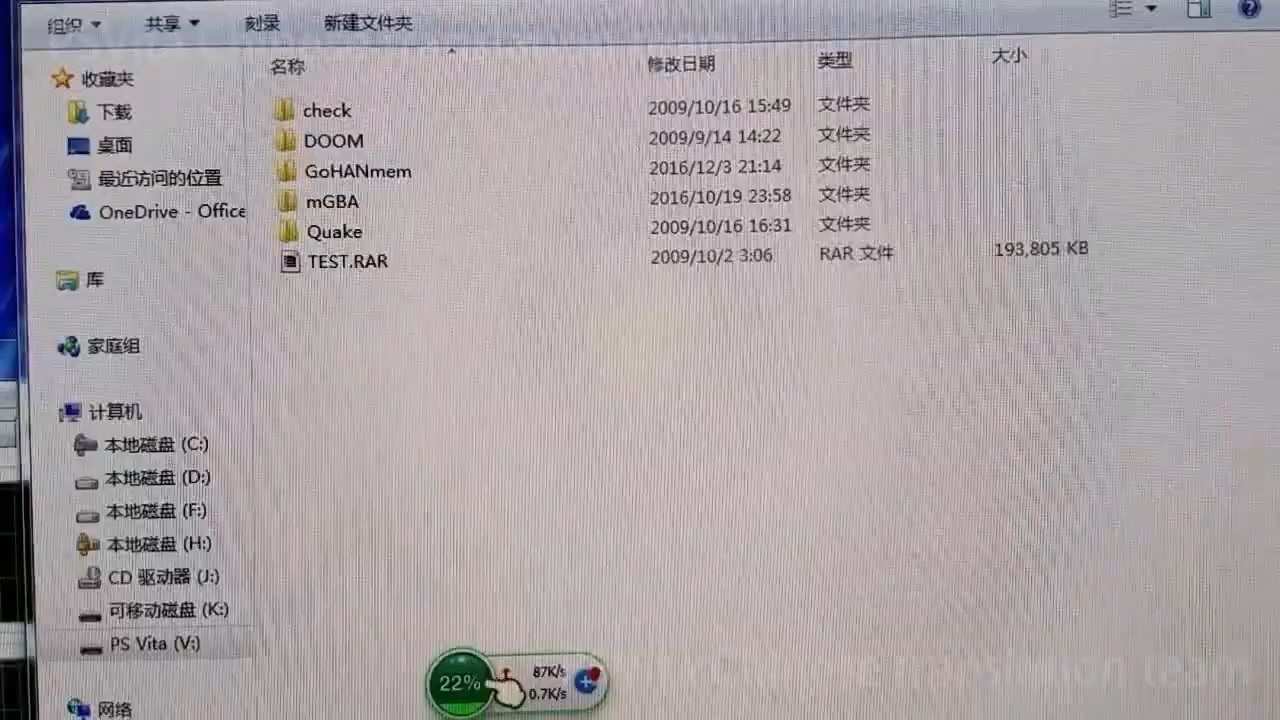 组织 共享 刻录 新建文件夹
名称 修改日期 类型 大小
收藏夹
下载
桌面
最近访问的位置
OneDrive - Office
库
家庭组
计算机
本地磁盘 (C:)
本地磁盘 (D:)
本地磁盘 (F:)
本地磁盘 (H:)
CD 驱动器 (J:)
可移动磁盘 (K:)
PS Vita (V:)
网络
check 2009/10/16 15:49 文件夹
DOOM 2009/9/14 14:22 文件夹
GoHANmem 2016/12/3 21:14 文件夹
mGBA 2016/10/19 23:58 文件夹
Quake 2009/10/16 16:31 文件夹
TEST.RAR 2009/10/2 3:06 RAR 文件 193,805 KB
22% 87K/s
0.7K/s